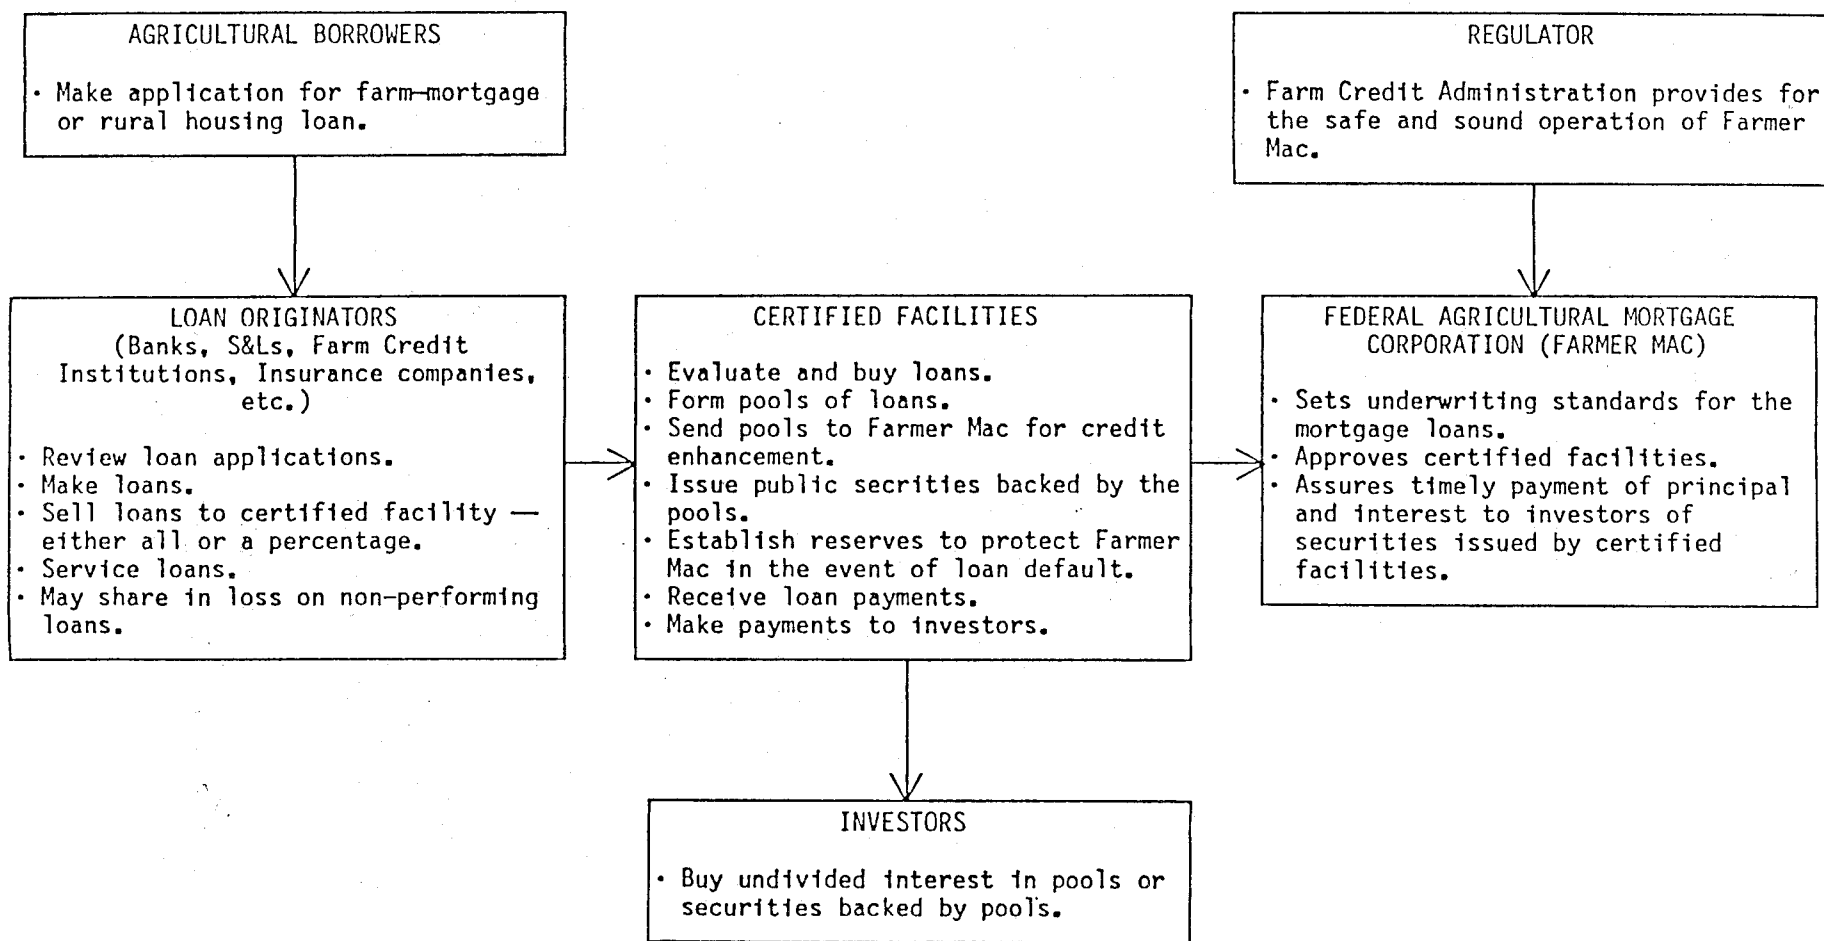 AGRICULTURAL BORROWERS
· Make application for farm-mortgage
or rural housing loan.
REGULATOR
· Farm Credit Administration provides for
the safe and sound operation of Farmer
Mac.
LOAN ORIGINATORS
(Banks, S&Ls, Farm Credit
Institutions, Insurance companies,
etc.)
· Review loan applications.
· Make loans.
· Sell loans to certified facility —
either all or a percentage.
· Service loans.
· May share in loss on non-performing
loans.
CERTIFIED FACILITIES
· Evaluate and buy loans.
· Form pools of loans.
· Send pools to Farmer Mac for credit
enhancement.
· Issue public secrities backed by the
pools.
· Establish reserves to protect Farmer
Mac in the event of loan default.
· Receive loan payments.
· Make payments to investors.
FEDERAL AGRICULTURAL MORTGAGE
CORPORATION (FARMER MAC)
· Sets underwriting standards for the
mortgage loans.
· Approves certified facilities.
· Assures timely payment of principal
and interest to investors of
securities issued by certified
facilities.
INVESTORS
· Buy undivided interest in pools or
securities backed by pools.